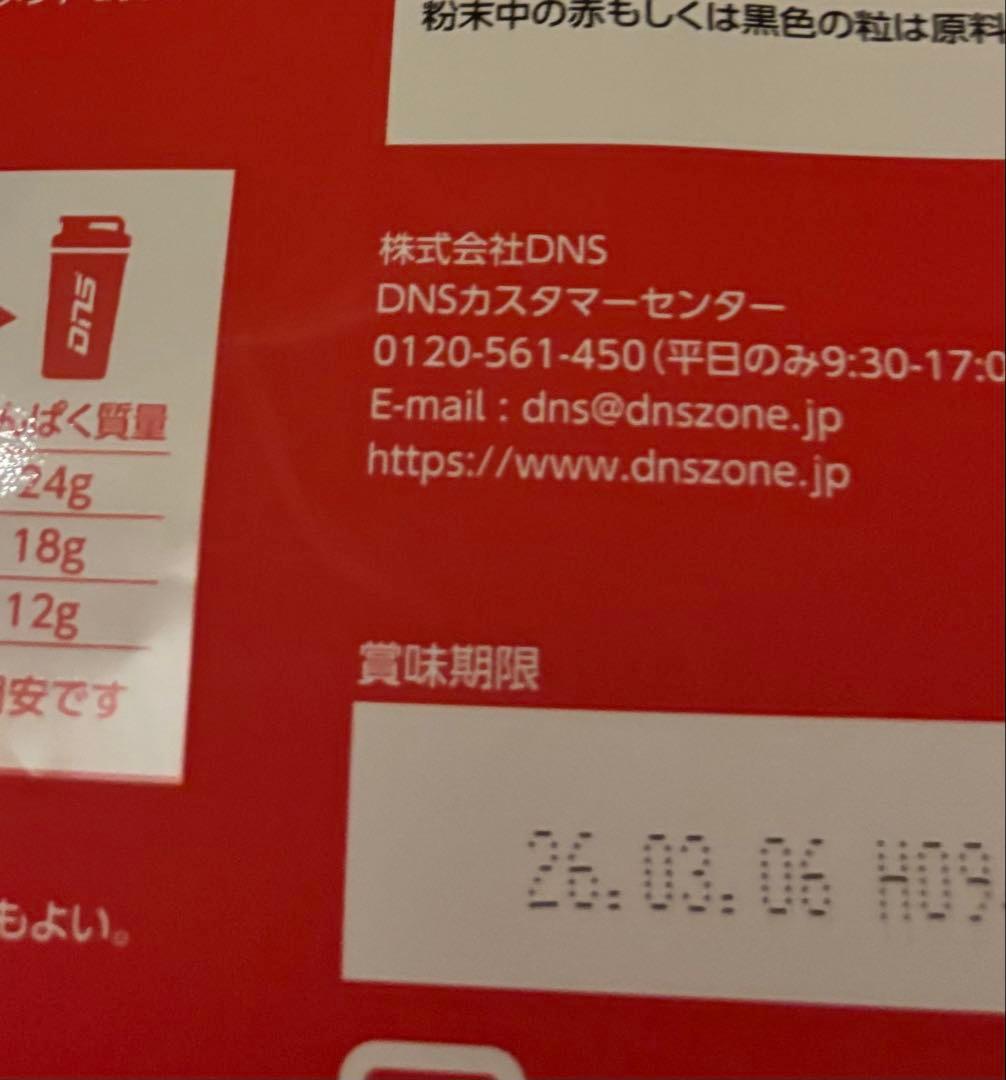 粉末中の赤もしくは黒色の粒は原料
株式会社DNS
DNSカスタマーセンター
0120-561-450(平日のみ9:30-17:0
E-mail : dns@dnszone.jp
https://www.dnszone.jp
DNS
んぱく質量
24g
18g
12g
目安です
賞味期限
26.03.06 H09
もよい。